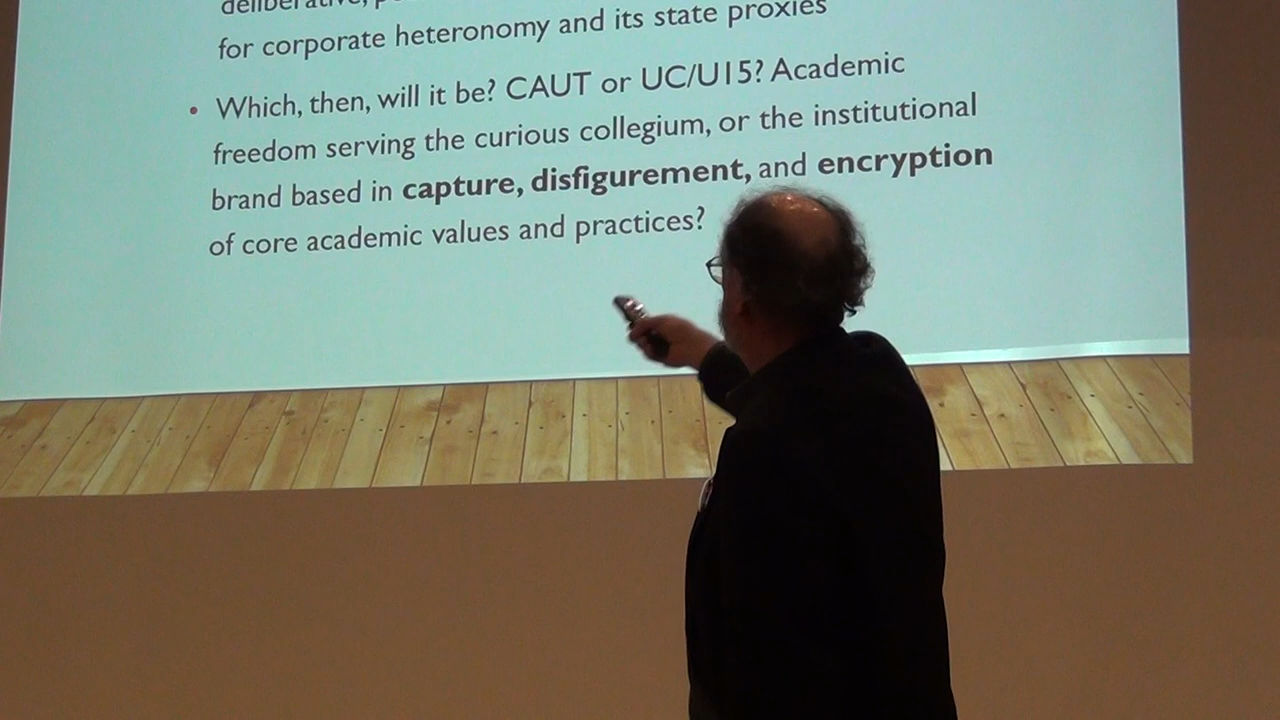 deliberative,
for corporate heteronomy and its state proxies
• Which, then, will it be? CAUT or UC/U15? Academic
freedom serving the curious collegium, or the institutional
brand based in capture, disfigurement, and encryption
of core academic values and practices?